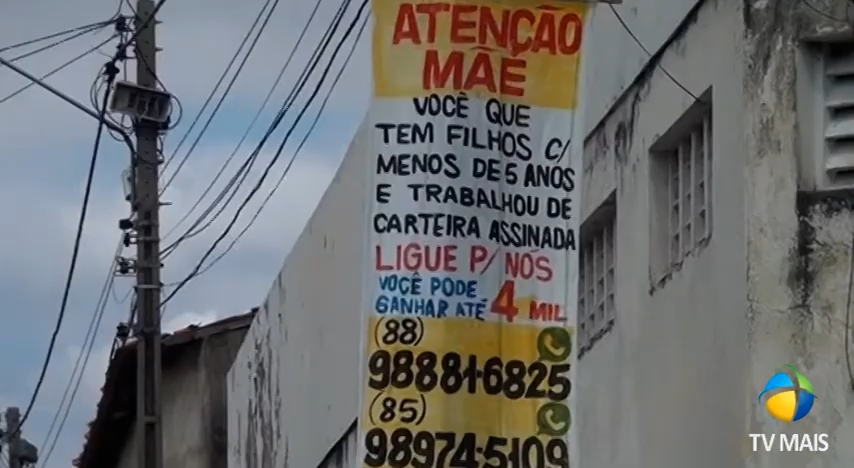 ATENÇÃO
MÃE
VOCÊ QUE
TEM FILHOS C/
MENOS DE 5 ANOS
E TRABALHOU DE
CARTEIRA ASSINADA
LIGUE P/ NÓS
VOCÊ PODE
GANHAR ATÉ 4 MIL
(88)
98881-6825
(85)
98974-5109
TV MAIS